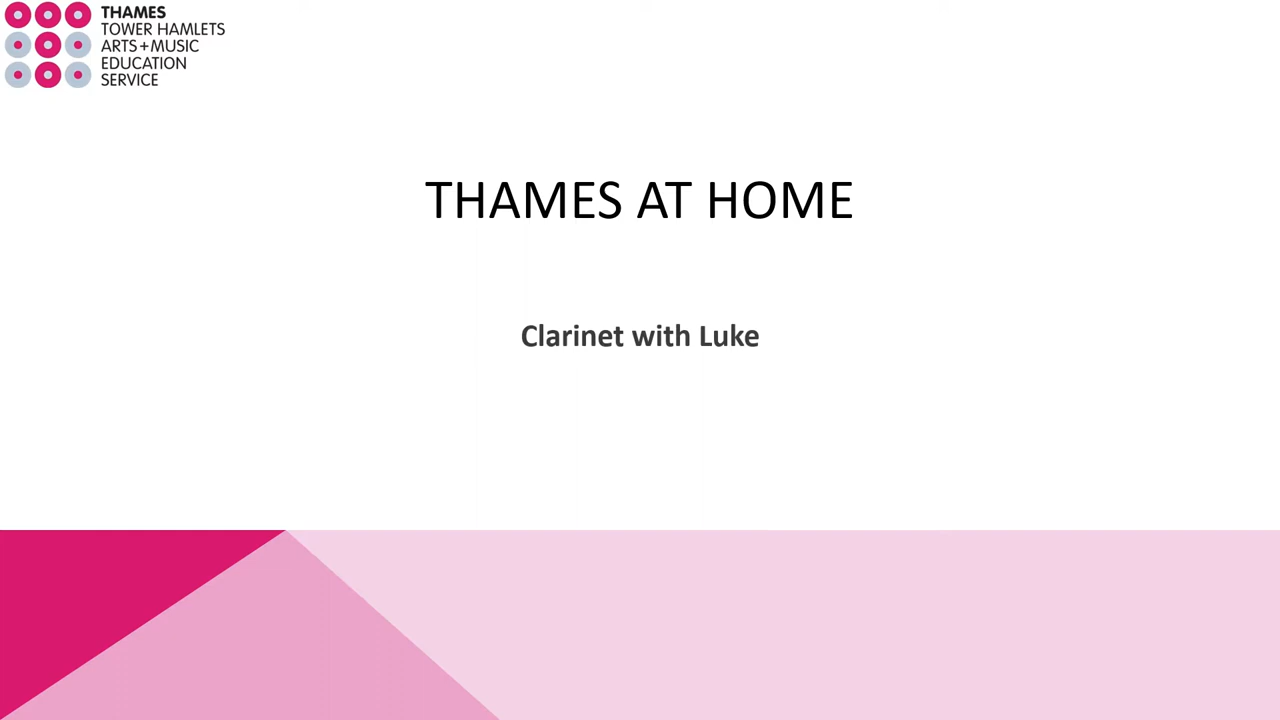 THAMES
TOWER HAMLETS
ARTS+MUSIC
EDUCATION
SERVICE
THAMES AT HOME
Clarinet with Luke